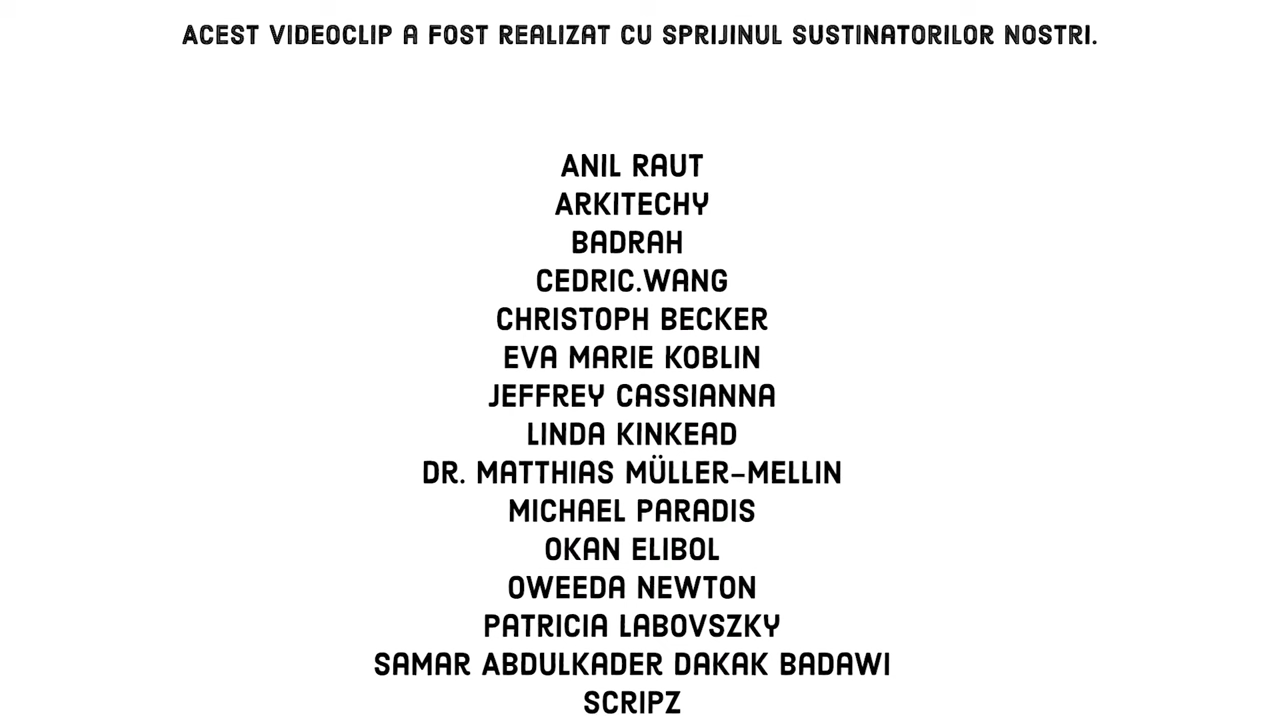 ACEST VIDEOCLIP A FOST REALIZAT CU SPRIJINUL SUSTINATORILOR NOSTRI.
ANIL RAUT
ARKITECHY
BADRAH
CEDRIC.WANG
CHRISTOPH BECKER
EVA MARIE KOBLIN
JEFFREY CASSIANNA
LINDA KINKEAD
DR. MATTHIAS MÜLLER-MELLIN
MICHAEL PARADIS
OKAN ELIBOL
OWEEDA NEWTON
PATRICIA LABOVSZKY
SAMAR ABDULKADER DAKAK BADAWI
SCRIPZ